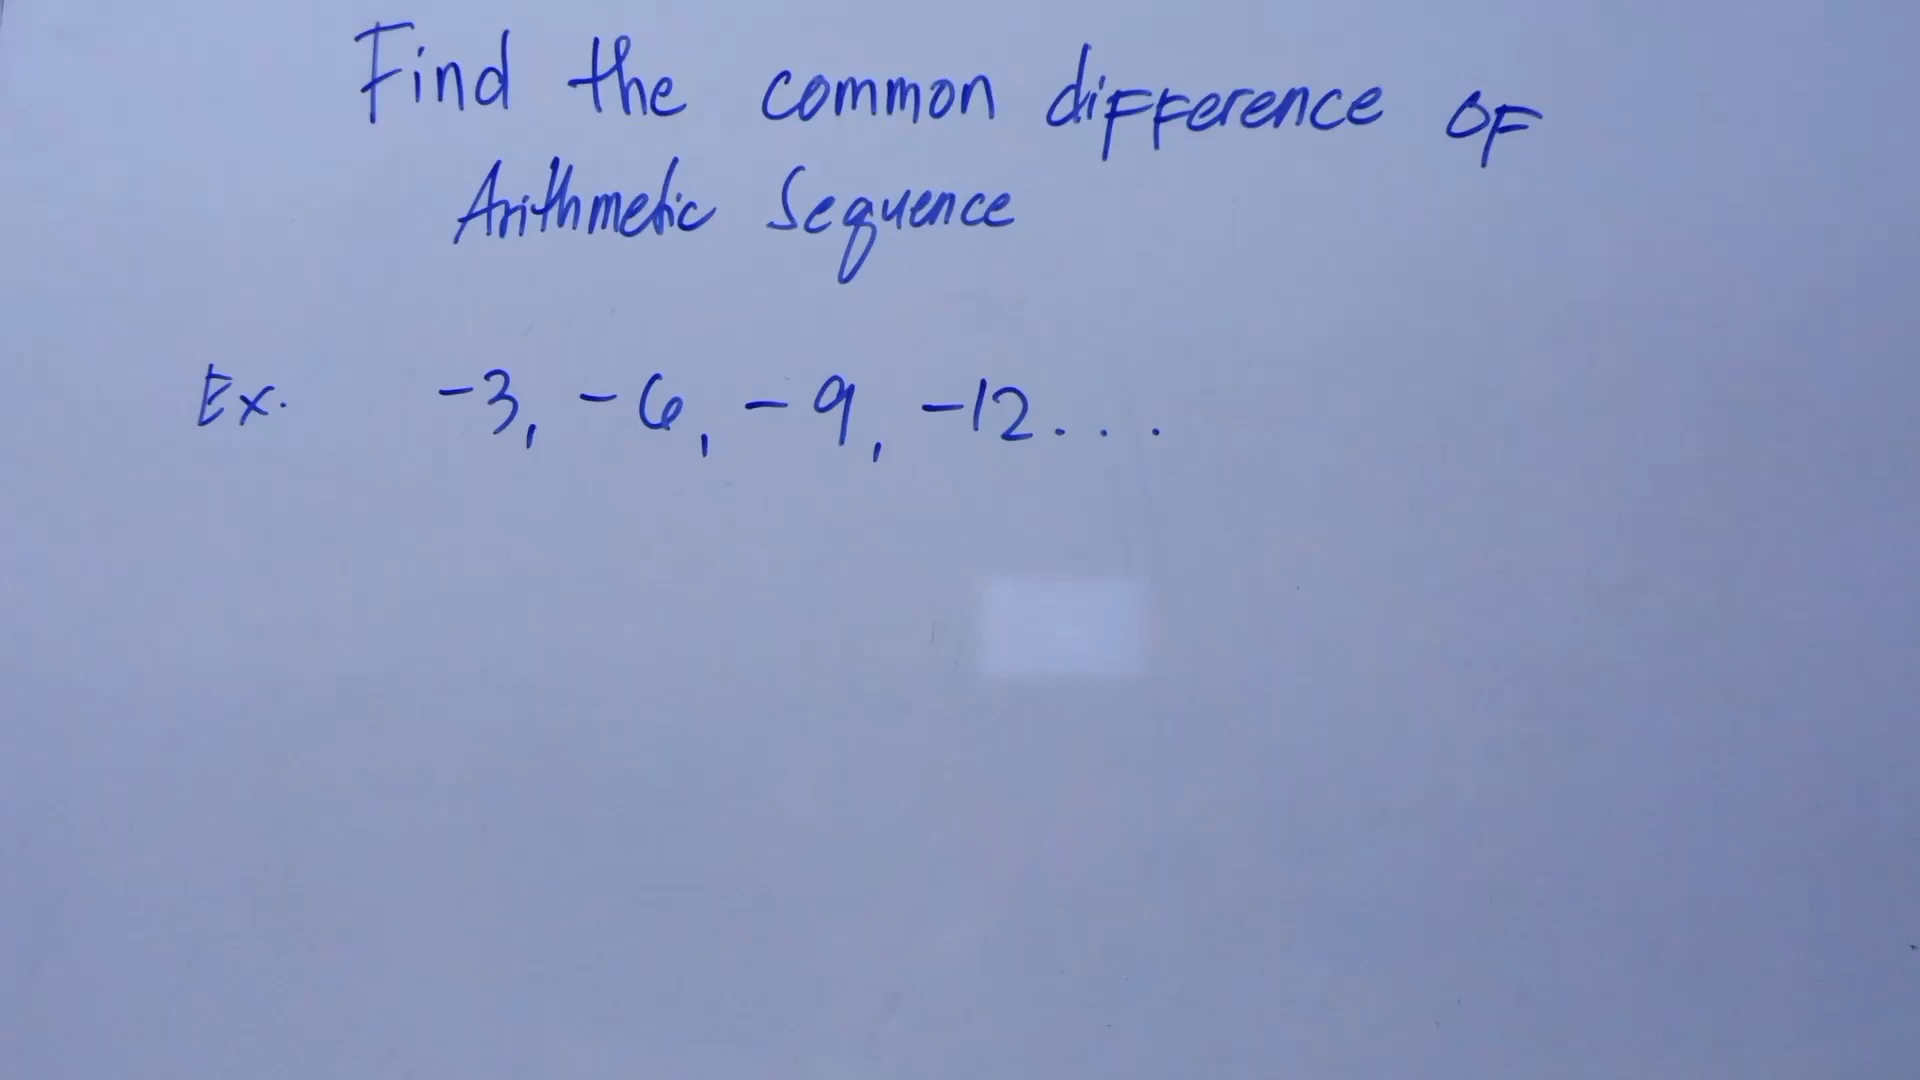 Find the common difference of
Arithmetic Sequence
Ex. -3, -6, -9, -12...